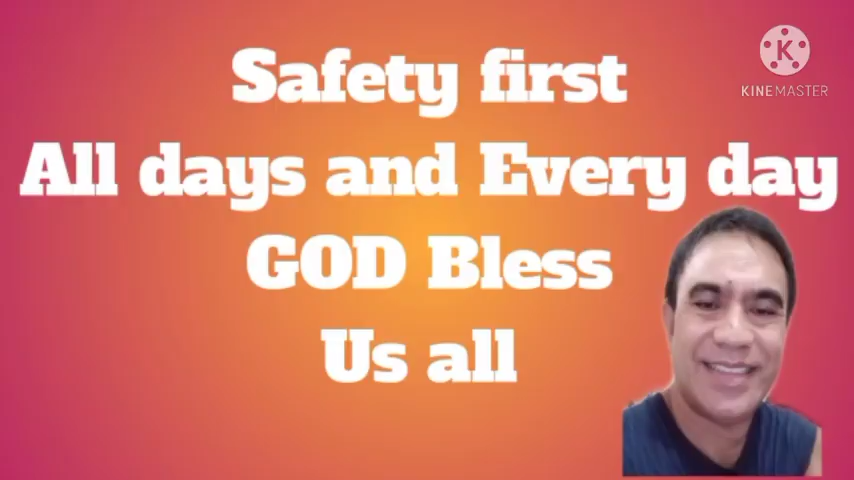 Safety first
K
KINEMASTER
All days and Every day
GOD Bless
Us all